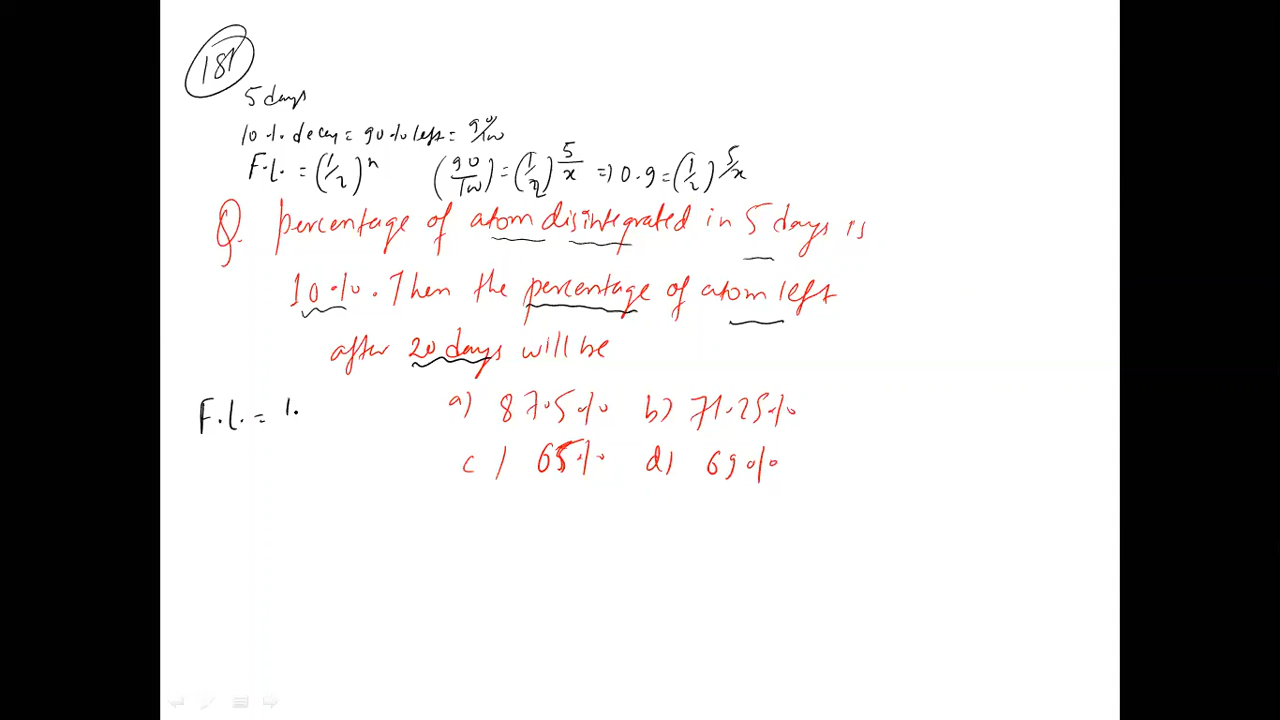 181
5 days
10 % decay = 90 % left = 90/100
F.L. = (1/2)^n (90/100) = (1/2)^5/x => 0.9 = (1/2)^5/x
Q. percentage of atom disintegrated in 5 days is
10 %. Then the percentage of atom left
after 20 days will be
a) 87.5 % b) 71.25 %
F.L. = 1.
c) 65 % d) 69 %